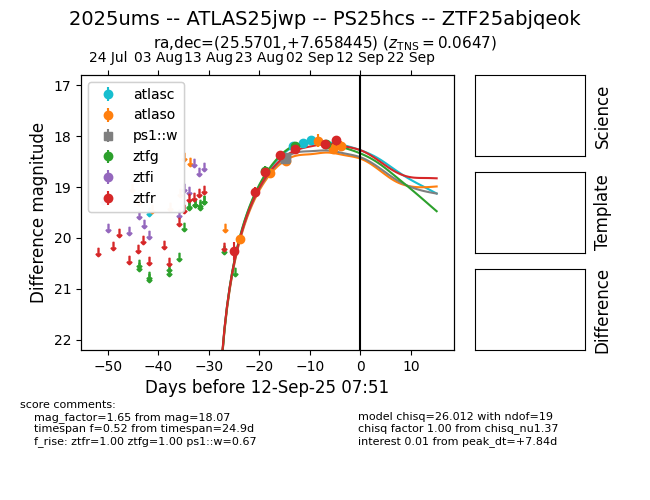 2025ums -- ATLAS25jwp -- PS25hcs -- ZTF25abjqeok
ra,dec=(25.5701,+7.658445) (zTNS = 0.0647)
24 Jul 03 Aug 13 Aug 23 Aug 02 Sep 12 Sep 22 Sep
17
18
19
20
21
22
Difference magnitude
atlasc
atlaso
ps1::w
ztfg
ztfi
ztfr
−50 −40 −30 −20 −10 0 10
Days before 12-Sep-25 07:51
Science
Template
Difference
score comments:
mag_factor=1.65 from mag=18.07
timespan f=0.52 from timespan=24.9d
f_rise: ztfr=1.00 ztfg=1.00 ps1::w=0.67
model chisq=26.012 with ndof=19
chisq factor 1.00 from chisq_nu1.37
interest 0.01 from peak_dt=+7.84d